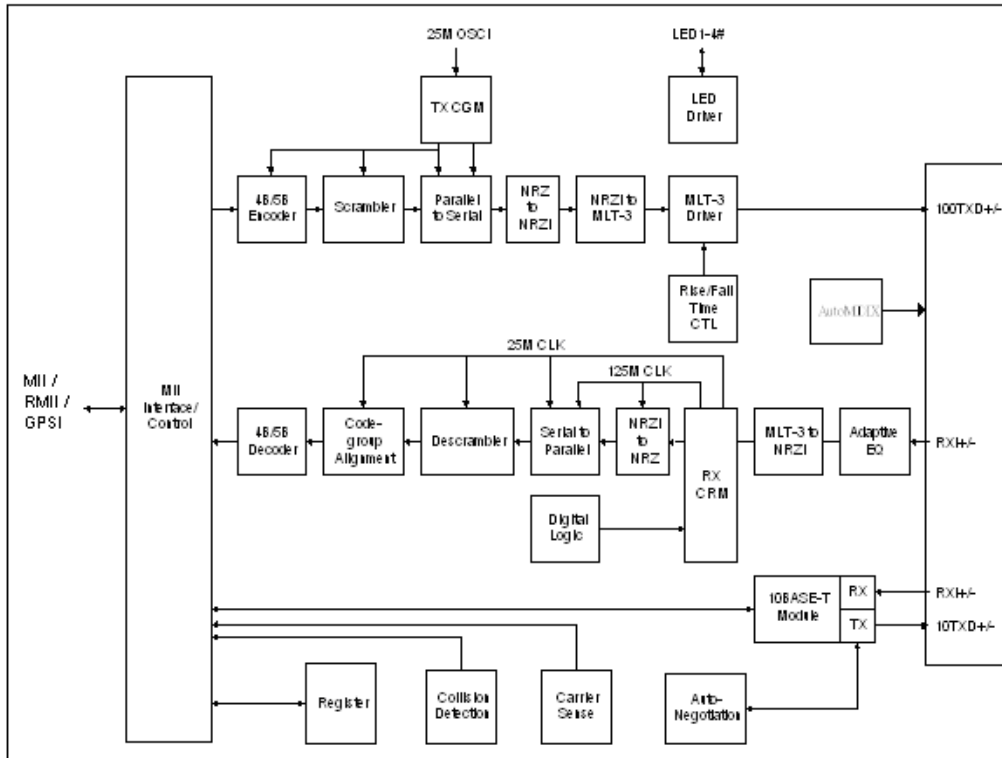 25M OSCI
LED1-4#
TX CGM
LED
Driver
4B/5B
Encoder
Scrambler
Parallel
to Serial
NRZ
to
NRZI
NRZI to
MLT-3
MLT-3
Driver
100TXD+/-
Rise/Fall
Time
CTL
AutoMDIX
25M CLK
125M CLK
MII /
RMII /
GPSI
MII
Interface/
Control
4B/5B
Decoder
Code-
group
Alignment
Descrambler
Serial to
Parallel
NRZI
to
NRZ
RX
CRM
MLT-3 to
NRZI
Adaptive
EQ
RXI+/-
Digital
Logic
10BASE-T
Module
RX
TX
RXI+/-
10TXD+/-
Register
Collision
Detection
Carrier
Sense
Auto-
Negotiation